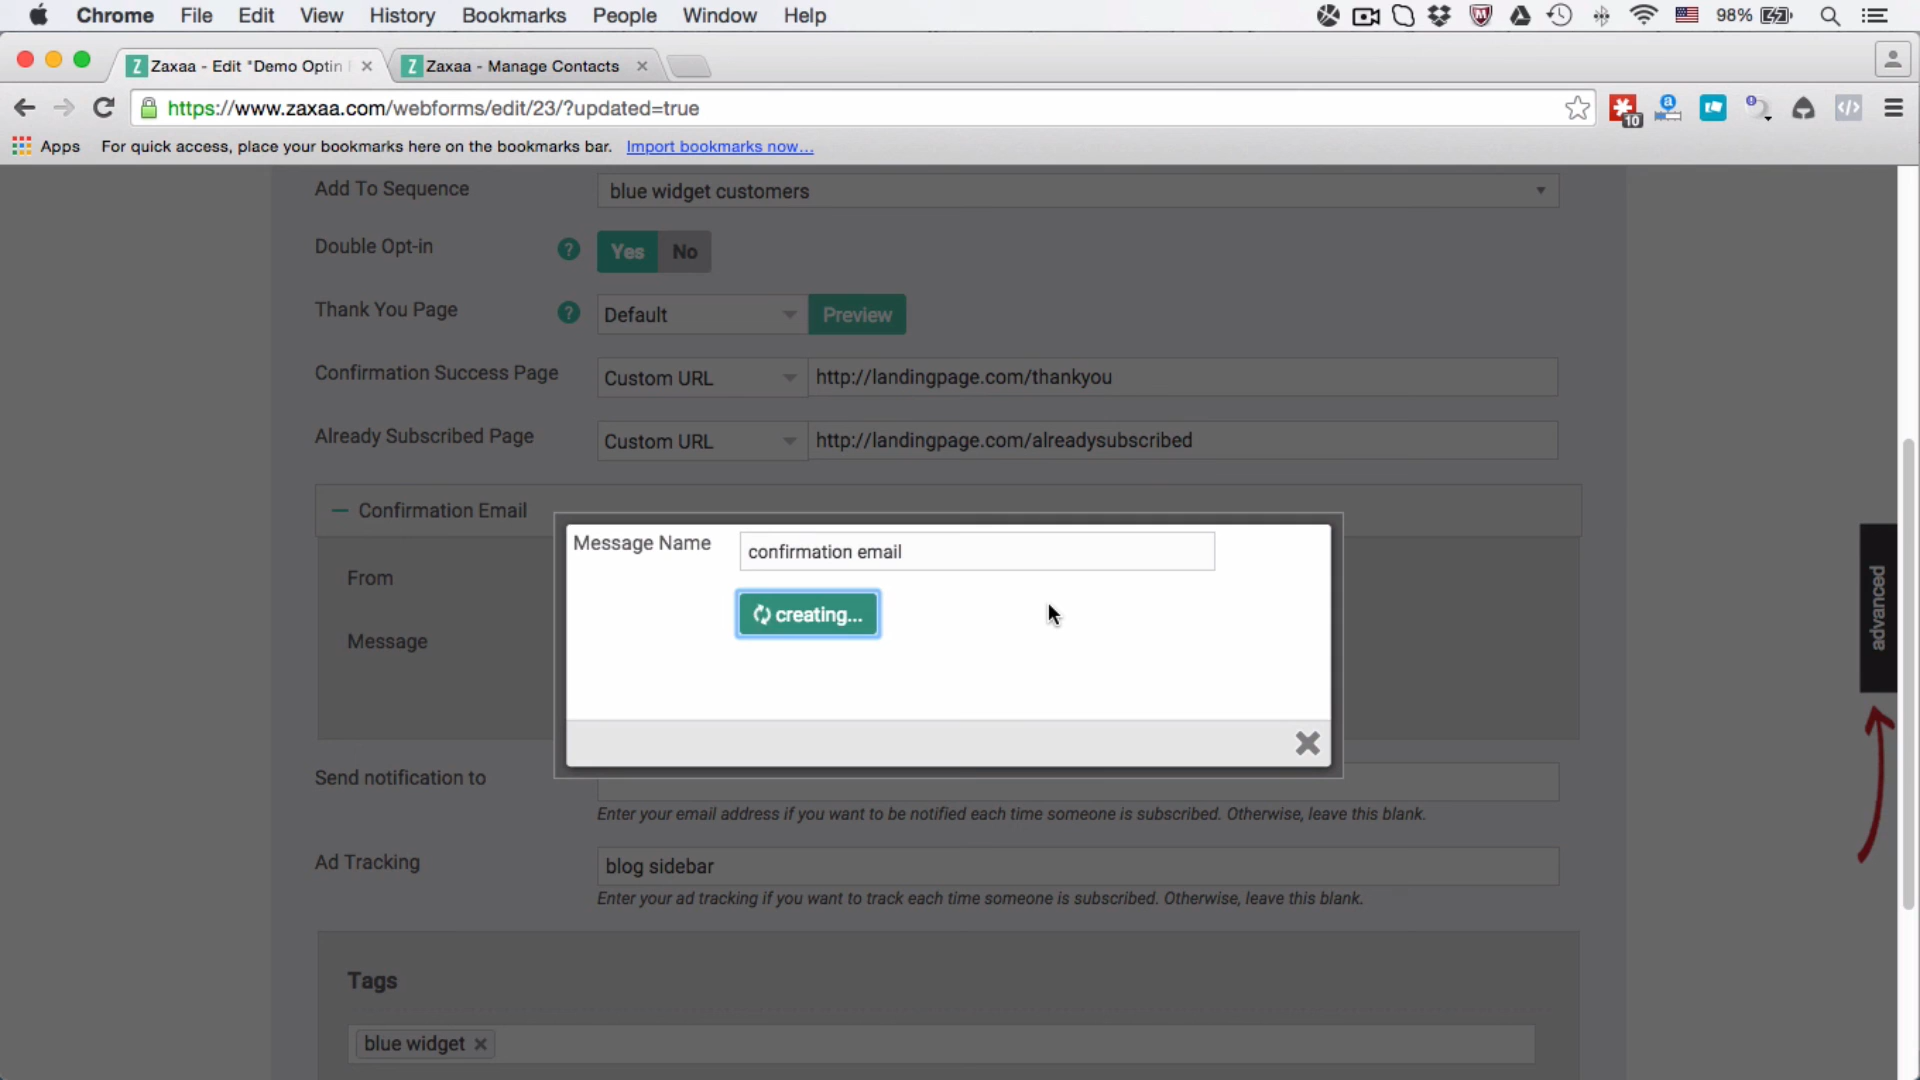 Chrome File Edit View History Bookmarks People Window Help 98%
Z Zaxaa - Edit "Demo Optin Z Zaxaa - Manage Contacts
https://www.zaxaa.com/webforms/edit/23/?updated=true 10
Apps For quick access, place your bookmarks here on the bookmarks bar. Import bookmarks now...
Add To Sequence blue widget customers
Double Opt-in ? Yes No
Thank You Page ? Default Preview
Confirmation Success Page Custom URL http://landingpage.com/thankyou
Already Subscribed Page Custom URL http://landingpage.com/alreadysubscribed
Confirmation Email
Message Name confirmation email
From
creating...
Message
advanced
Send notification to
Enter your email address if you want to be notified each time someone is subscribed. Otherwise, leave this blank.
Ad Tracking blog sidebar
Enter your ad tracking if you want to track each time someone is subscribed. Otherwise, leave this blank.
Tags
blue widget